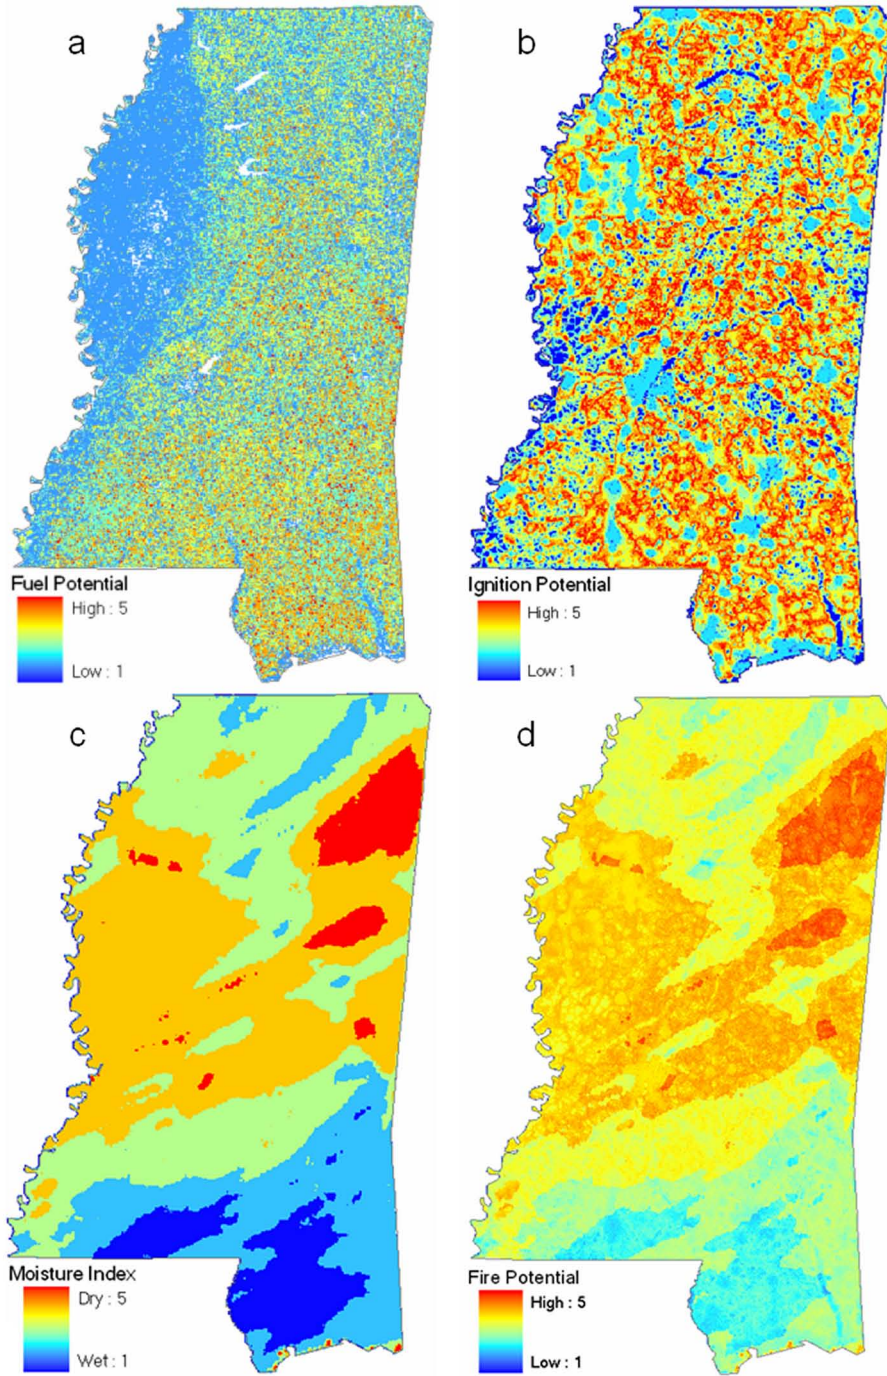 a
b
Fuel Potential
High : 5
Low : 1
Ignition Potential
High : 5
Low : 1
c
d
Moisture Index
Dry : 5
Wet : 1
Fire Potential
High : 5
Low : 1